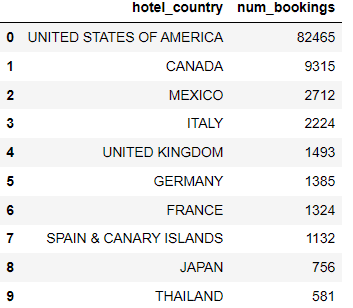 hotel_country num_bookings
0 UNITED STATES OF AMERICA 82465
1 CANADA 9315
2 MEXICO 2712
3 ITALY 2224
4 UNITED KINGDOM 1493
5 GERMANY 1385
6 FRANCE 1324
7 SPAIN & CANARY ISLANDS 1132
8 JAPAN 756
9 THAILAND 581